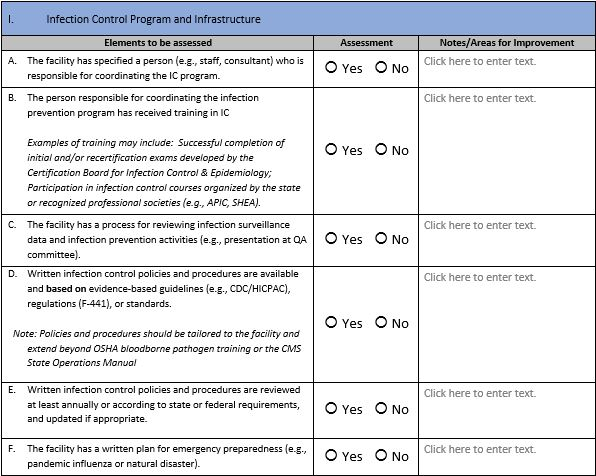 I. Infection Control Program and Infrastructure
Elements to be assessed Assessment Notes/Areas for Improvement
A. The facility has specified a person (e.g., staff, consultant) who is
responsible for coordinating the IC program.
Yes No
Click here to enter text.
B. The person responsible for coordinating the infection
prevention program has received training in IC
Examples of training may include: Successful completion of
initial and/or recertification exams developed by the
Certification Board for Infection Control & Epidemiology;
Participation in infection control courses organized by the state
or recognized professional societies (e.g., APIC, SHEA).
Yes No
Click here to enter text.
C. The facility has a process for reviewing infection surveillance
data and infection prevention activities (e.g., presentation at QA
committee).
Yes No
Click here to enter text.
D. Written infection control policies and procedures are available
and based on evidence-based guidelines (e.g., CDC/HICPAC),
regulations (F-441), or standards.
Note: Policies and procedures should be tailored to the facility and
extend beyond OSHA bloodborne pathogen training or the CMS
State Operations Manual
Yes No
Click here to enter text.
E. Written infection control policies and procedures are reviewed
at least annually or according to state or federal requirements,
and updated if appropriate.
Yes No
Click here to enter text.
F. The facility has a written plan for emergency preparedness (e.g.,
pandemic influenza or natural disaster).
Yes No
Click here to enter text.